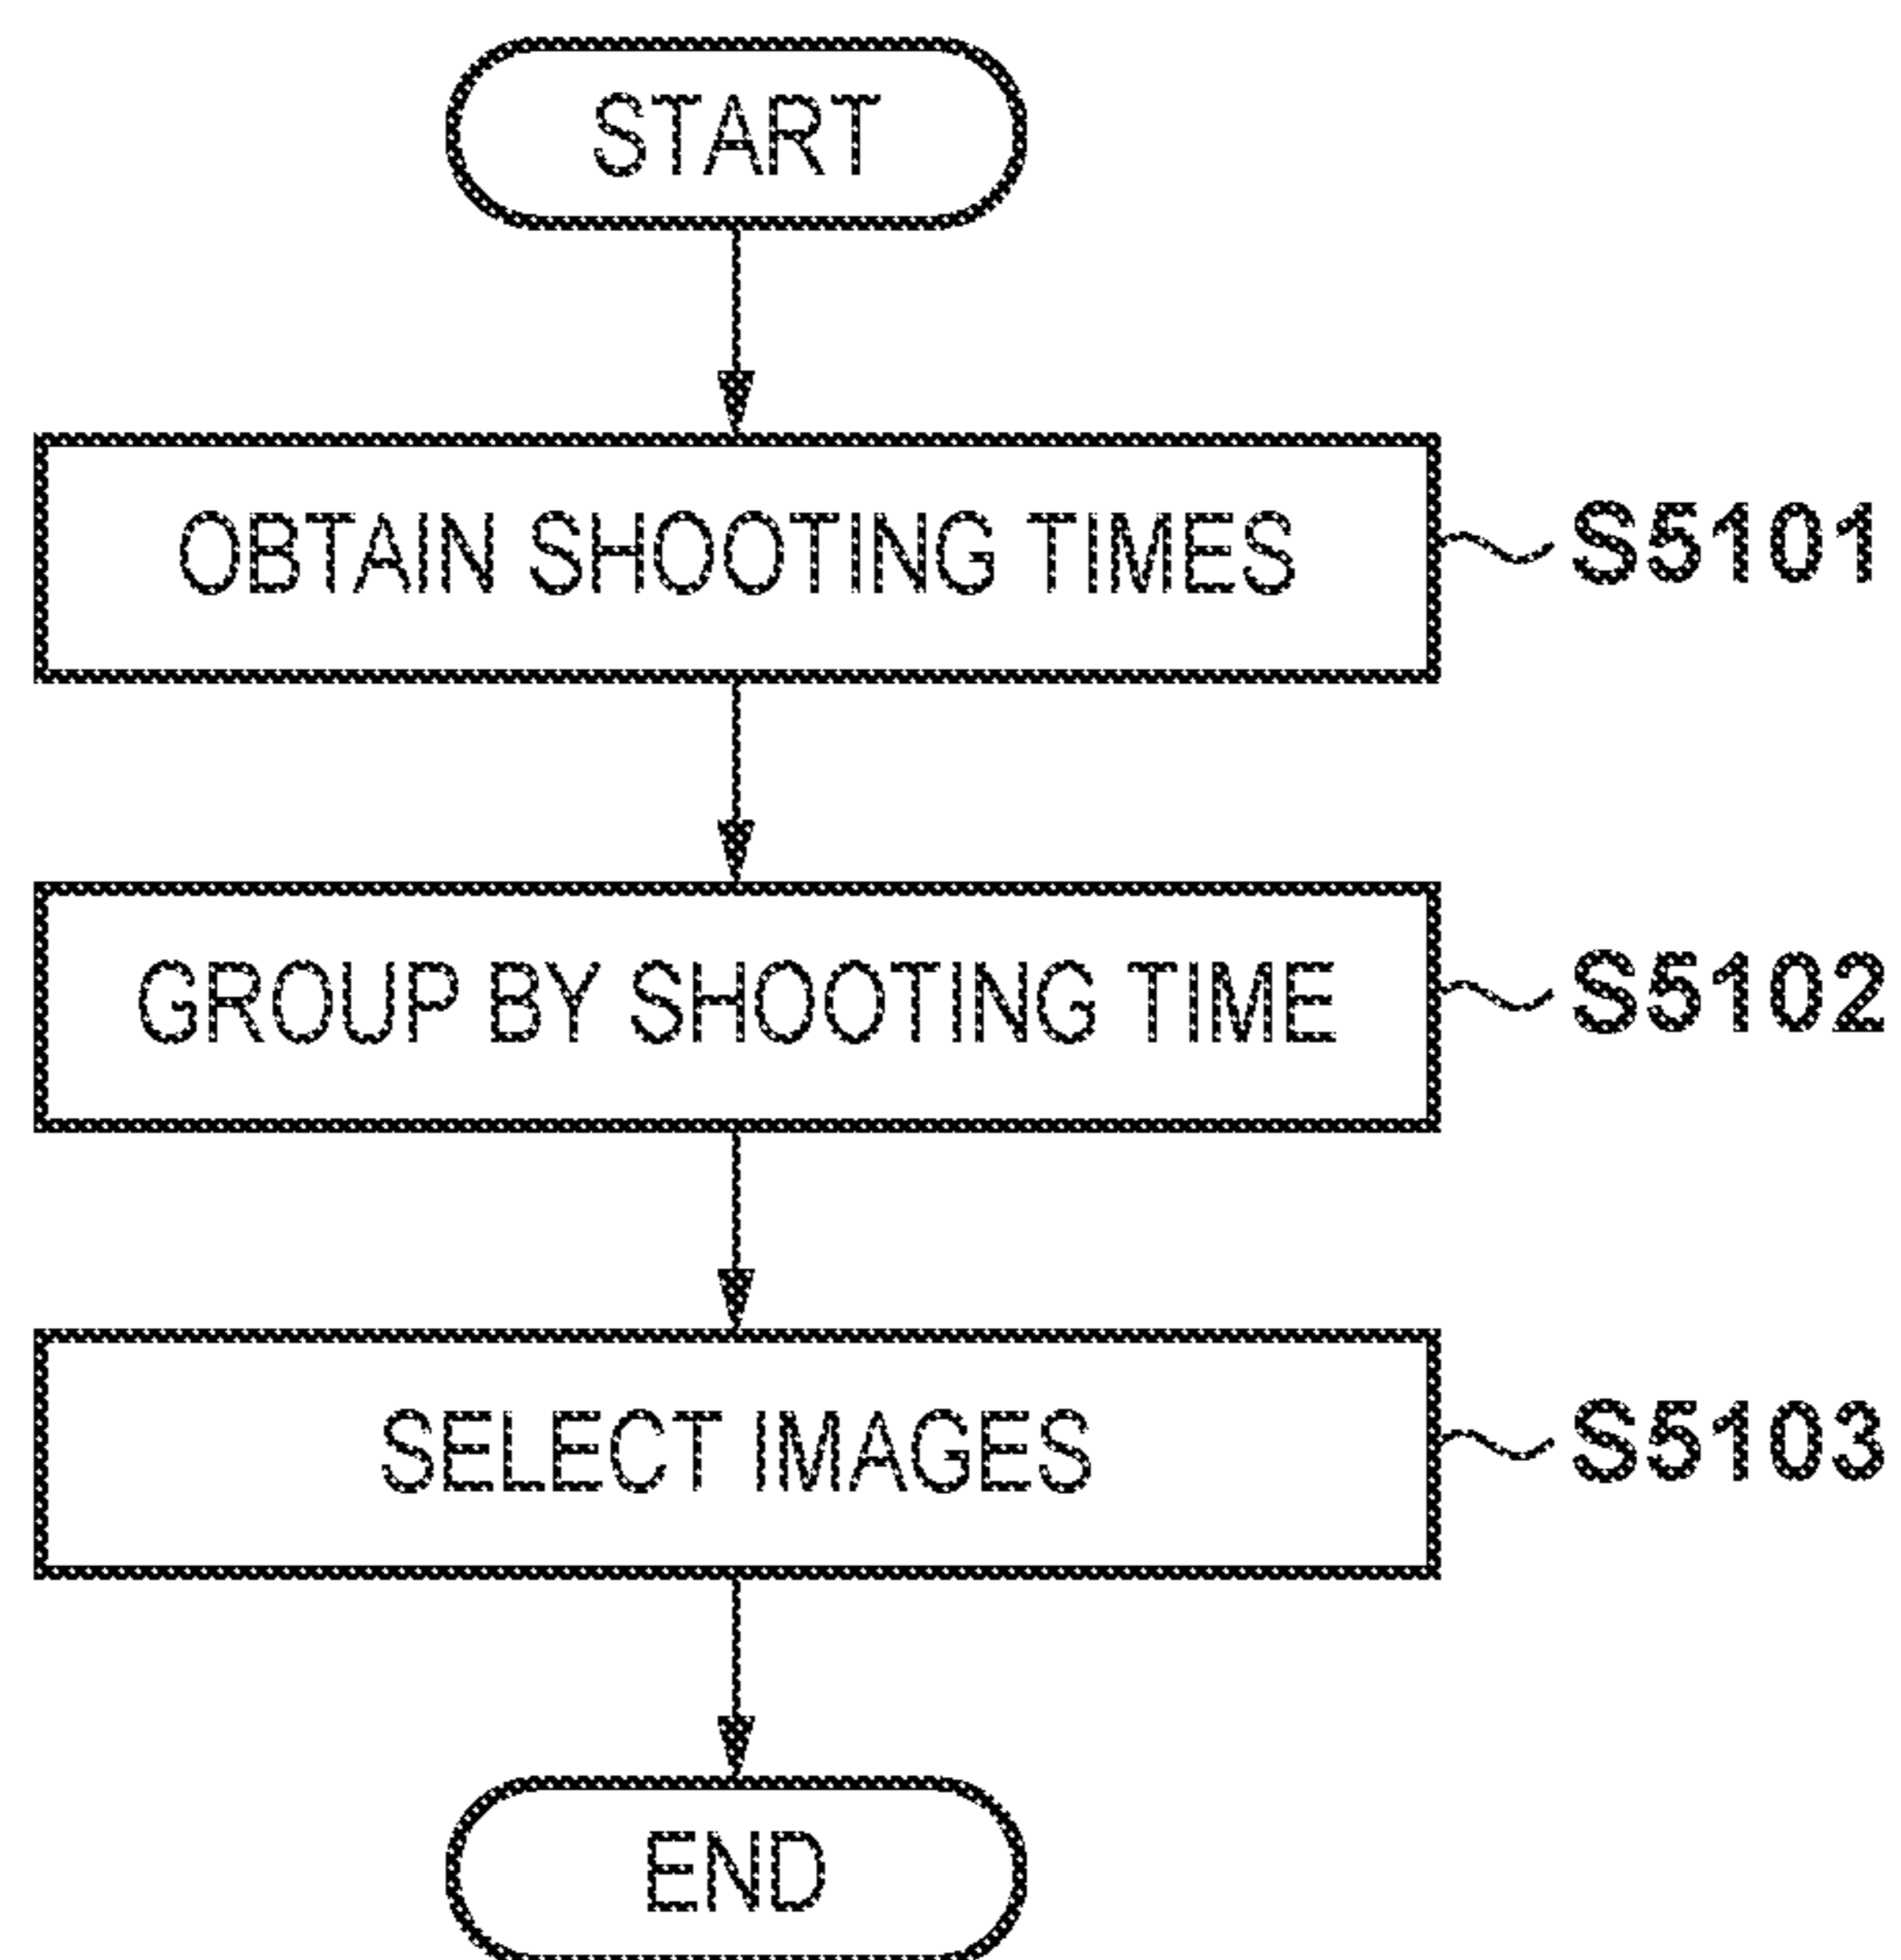 START
OBTAIN SHOOTING TIMES
S5101
GROUP BY SHOOTING TIME
S5102
SELECT IMAGES
S5103
END